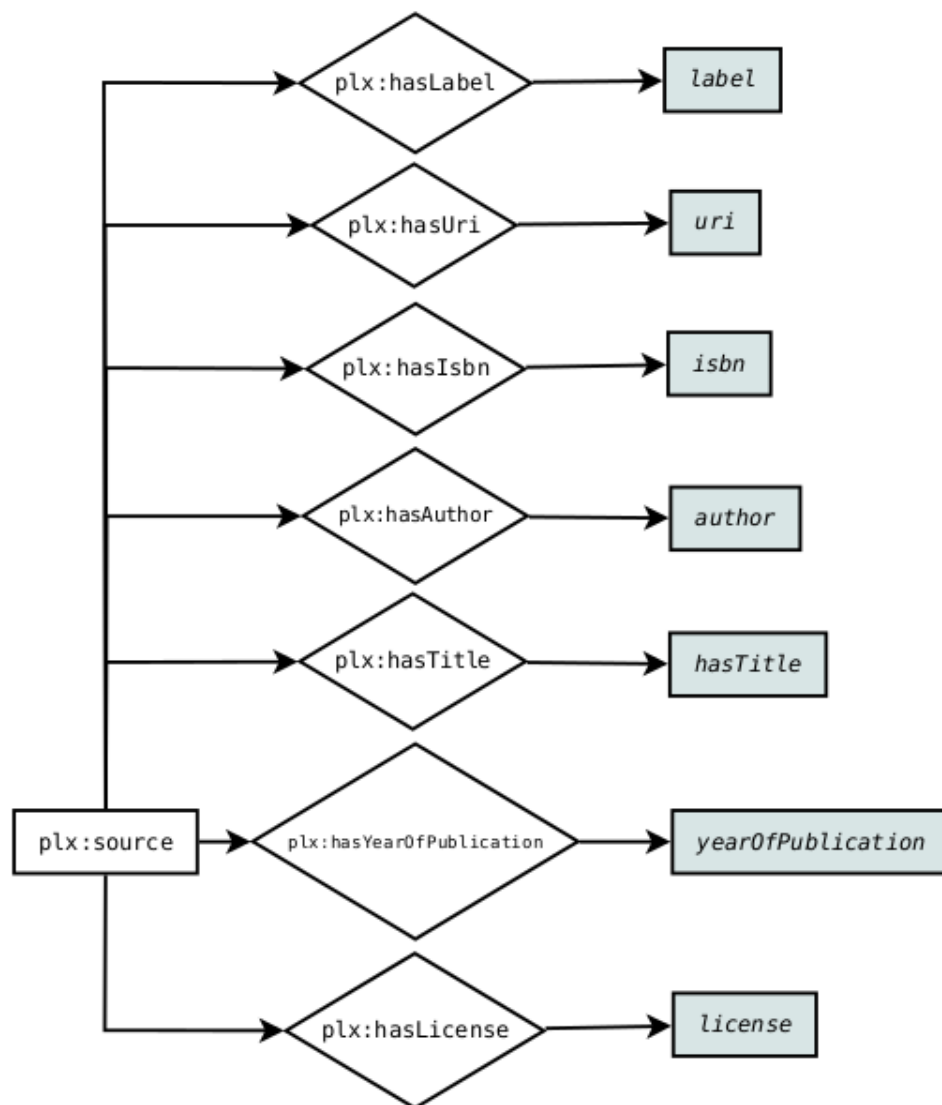 plx:hasLabel
label
plx:hasUri
uri
plx:hasIsbn
isbn
plx:hasAuthor
author
plx:hasTitle
hasTitle
plx:source
plx:hasYearOfPublication
yearOfPublication
plx:hasLicense
license